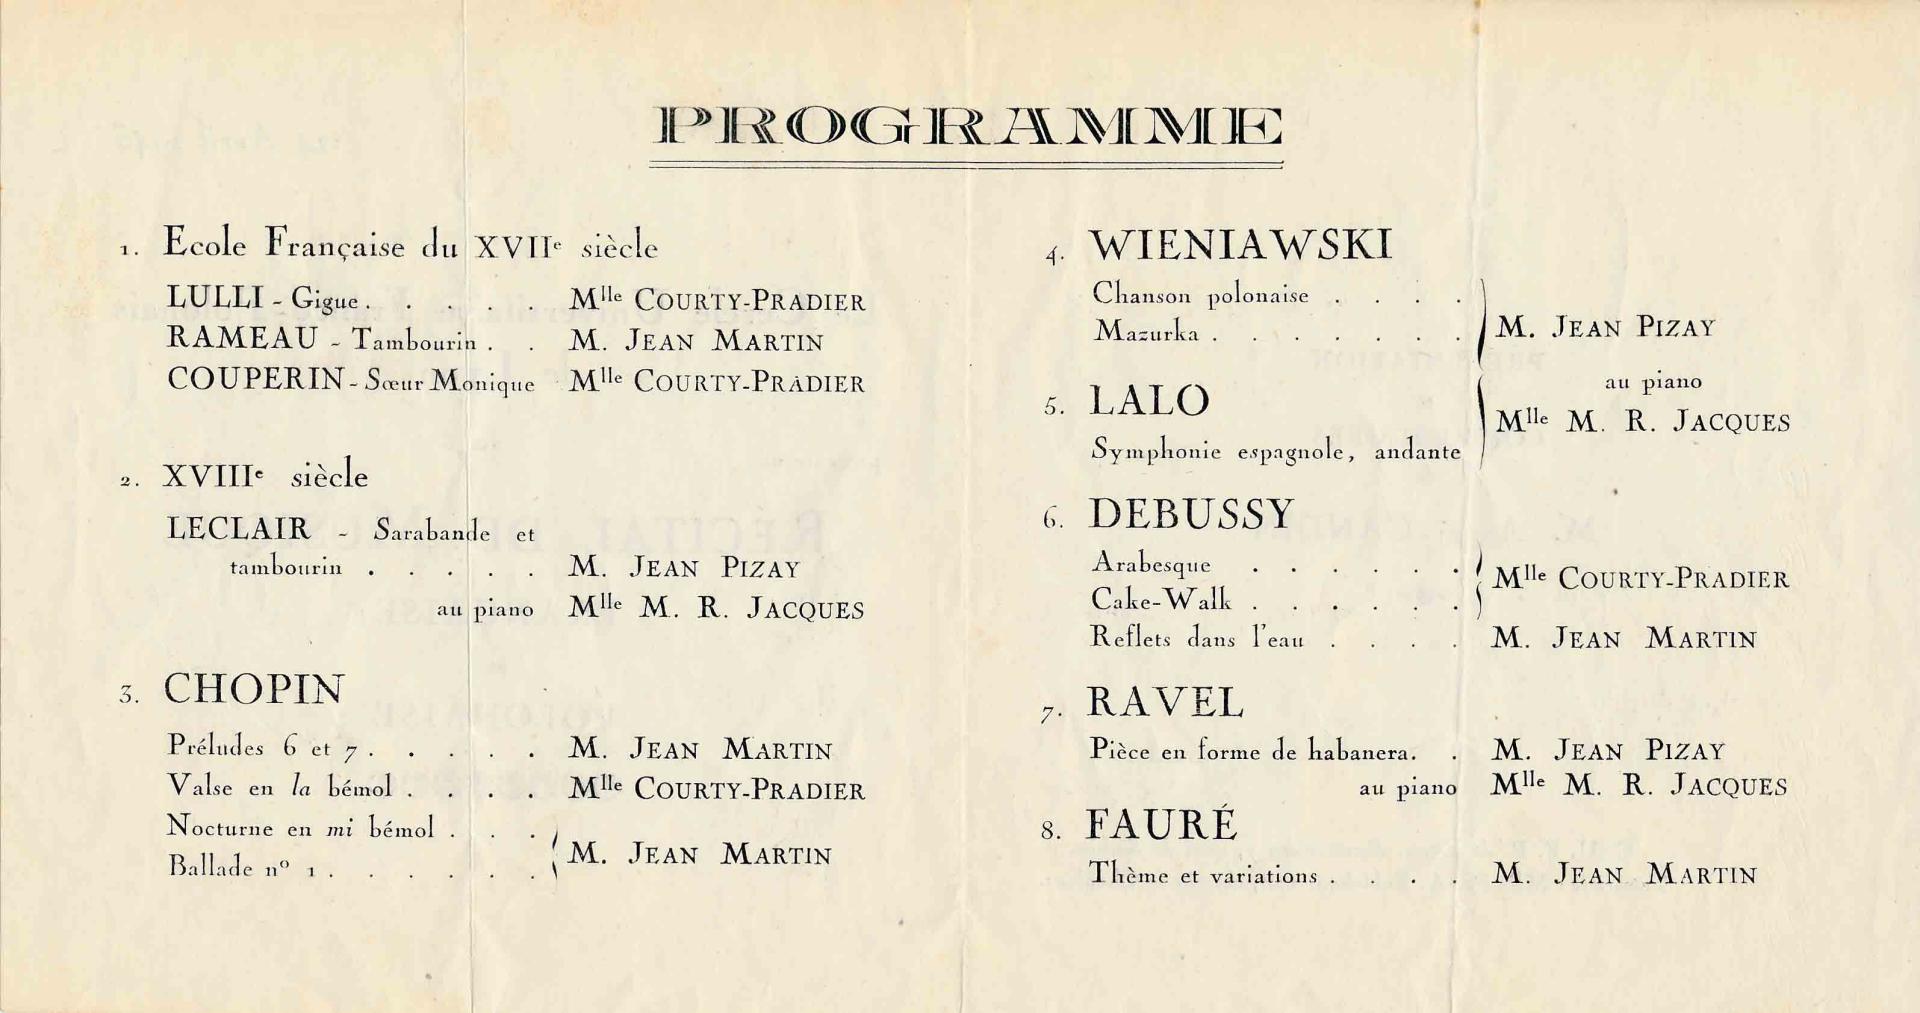 PROGRAMME
1. Ecole Française du XVIIe siècle
LULLI - Gigue . . . . . Mlle COURTY-PRADIER
RAMEAU - Tambourin . . M. JEAN MARTIN
COUPERIN - Sœur Monique Mlle COURTY-PRADIER
2. XVIIIe siècle
LECLAIR - Sarabande et
tambourin . . . . . M. JEAN PIZAY
au piano Mlle M. R. JACQUES
3. CHOPIN
Préludes 6 et 7 . . . . . M. JEAN MARTIN
Valse en la bémol . . . . Mlle COURTY-PRADIER
Nocturne en mi bémol . . .
Ballade no 1 . . . . . .
M. JEAN MARTIN
4. WIENIAWSKI
Chanson polonaise . . . .
Mazurka . . . . . . .
M. JEAN PIZAY
au piano
5. LALO
Mlle M. R. JACQUES
Symphonie espagnole, andante
6. DEBUSSY
Arabesque . . . . . .
Cake-Walk . . . . . .
Mlle COURTY-PRADIER
Reflets dans l'eau . . . . M. JEAN MARTIN
7. RAVEL
Pièce en forme de habanera. . M. JEAN PIZAY
au piano Mlle M. R. JACQUES
8. FAURÉ
Thème et variations . . . . M. JEAN MARTIN